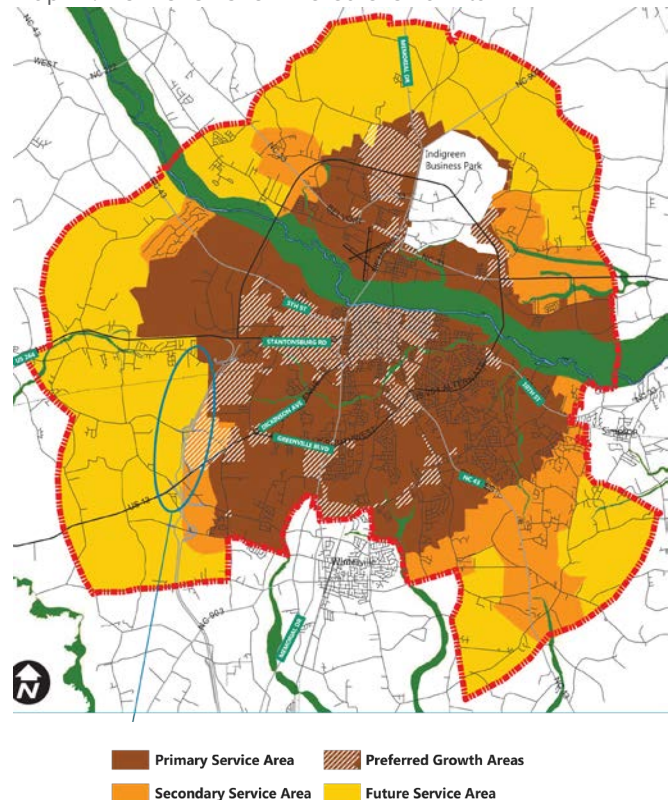 NC 43
WEST
MEMORIAL DR
Indigreen
Business Park
NC 43
5TH ST
STANTONSBURG RD
US 264
10TH ST
DICKINSON AVE
GREENVILLE BLVD
NC 43
Simpson
US 13
Winterville
NC 903
MEMORIAL DR
N
Primary Service Area
Preferred Growth Areas
Secondary Service Area
Future Service Area